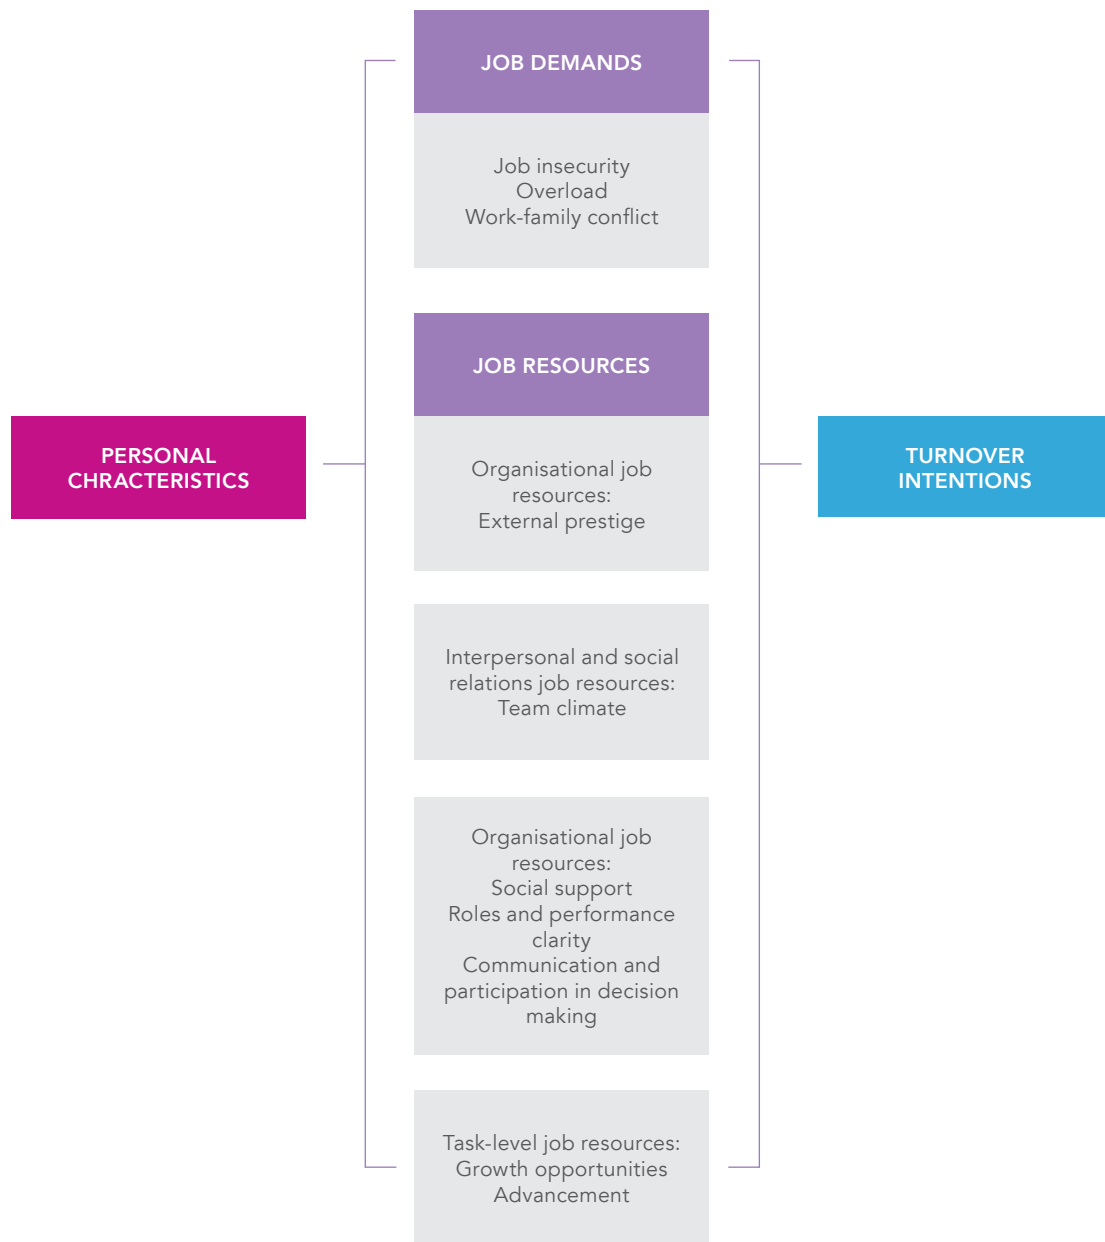 JOB DEMANDS
Job insecurity
Overload
Work-family conflict
JOB RESOURCES
Organisational job
resources:
External prestige
PERSONAL
CHRACTERISTICS
TURNOVER
INTENTIONS
Interpersonal and social
relations job resources:
Team climate
Organisational job
resources:
Social support
Roles and performance
clarity
Communication and
participation in decision
making
Task-level job resources:
Growth opportunities
Advancement